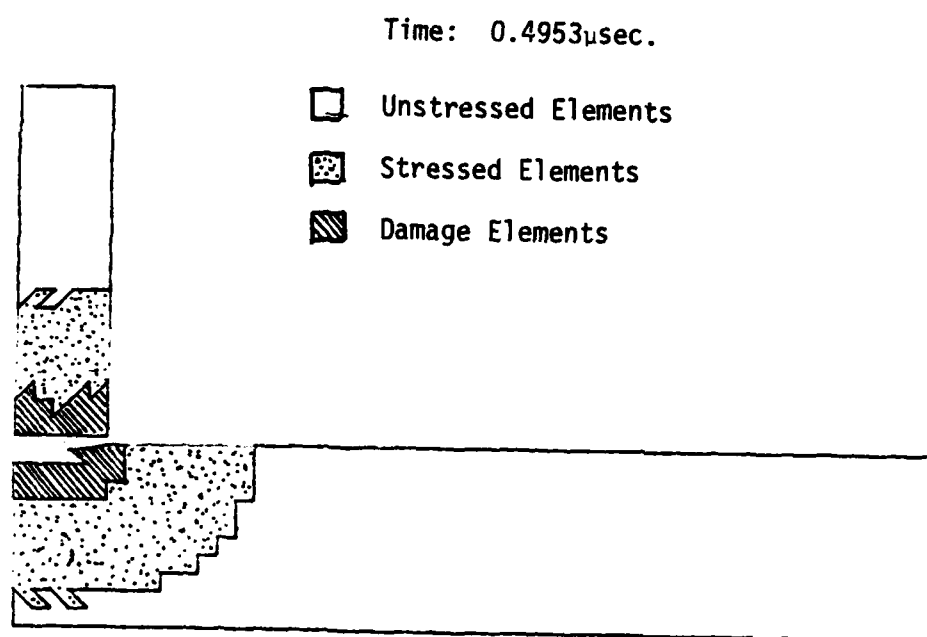 Time: 0.4953μsec.
Unstressed Elements
Stressed Elements
Damage Elements